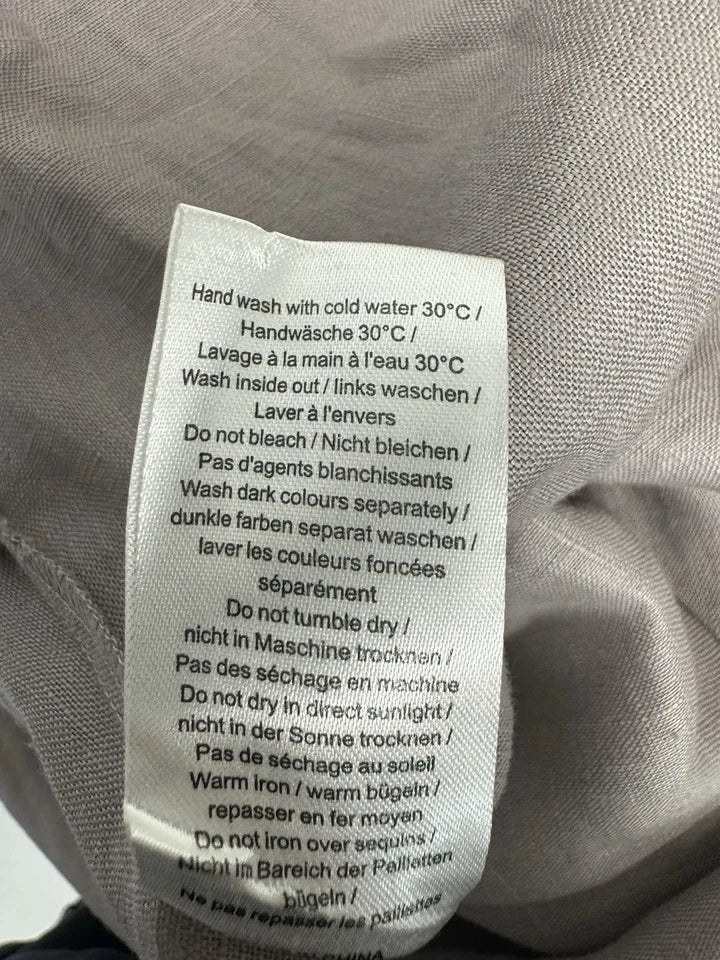 Hand wash with cold water 30°C /
Handwäsche 30°C /
Lavage à la main à l'eau 30°C
Wash inside out / links waschen /
Laver à l'envers
Do not bleach / Nicht bleichen /
Pas d'agents blanchissants
Wash dark colours separately /
dunkle farben separat waschen /
laver les couleurs foncées
séparément
Do not tumble dry /
nicht in Maschine trocknen /
Pas des séchage en machine
Do not dry in direct sunlight /
nicht in der Sonne trocknen /
Pas de séchage au soleil
Warm iron / warm bügeln /
repasser en fer moyen
Do not iron over sequins /
Nicht im Bareich der Pailletten
bügeln /
Ne pas repasser les paillettes